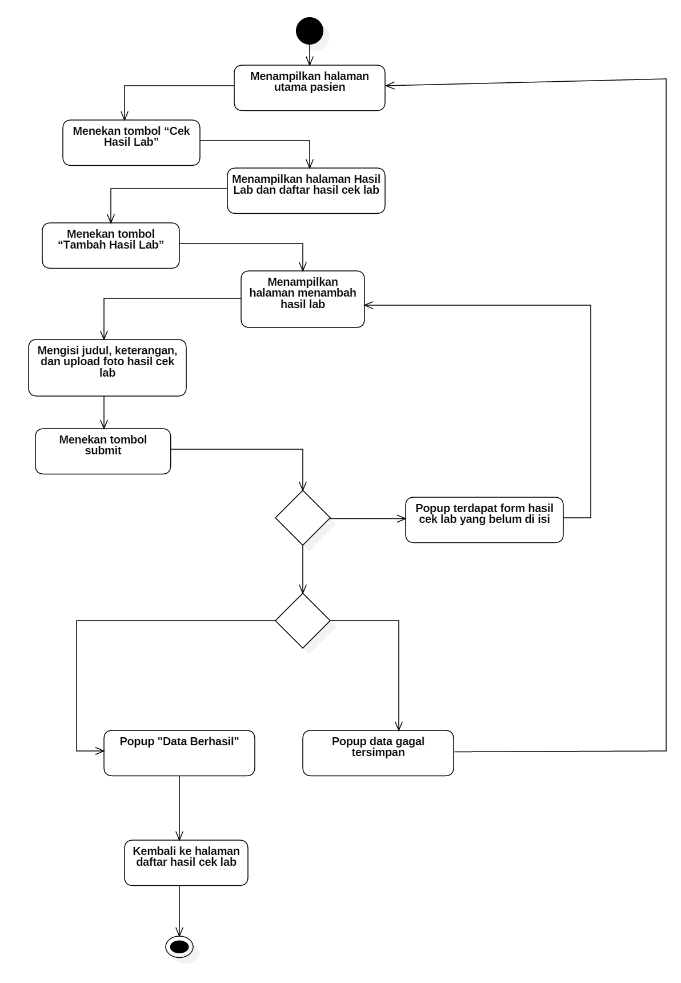 Menampilkan halaman
utama pasien
Menekan tombol “Cek
Hasil Lab”
Menampilkan halaman Hasil
Lab dan daftar hasil cek lab
Menekan tombol
“Tambah Hasil Lab”
Menampilkan
halaman menambah
hasil lab
Mengisi judul, keterangan,
dan upload foto hasil cek
lab
Menekan tombol
submit
Popup terdapat form hasil
cek lab yang belum di isi
Popup "Data Berhasil"
Popup data gagal
tersimpan
Kembali ke halaman
daftar hasil cek lab